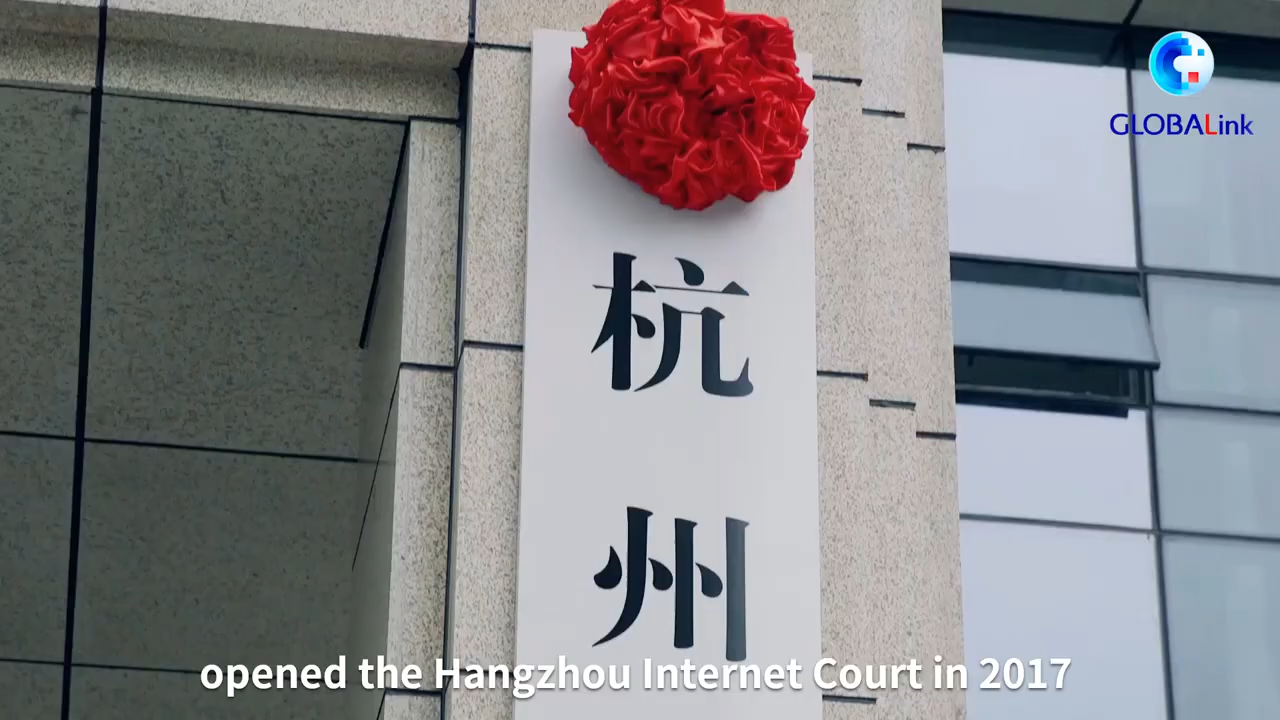 GLOBALink
杭
州
opened the Hangzhou Internet Court in 2017